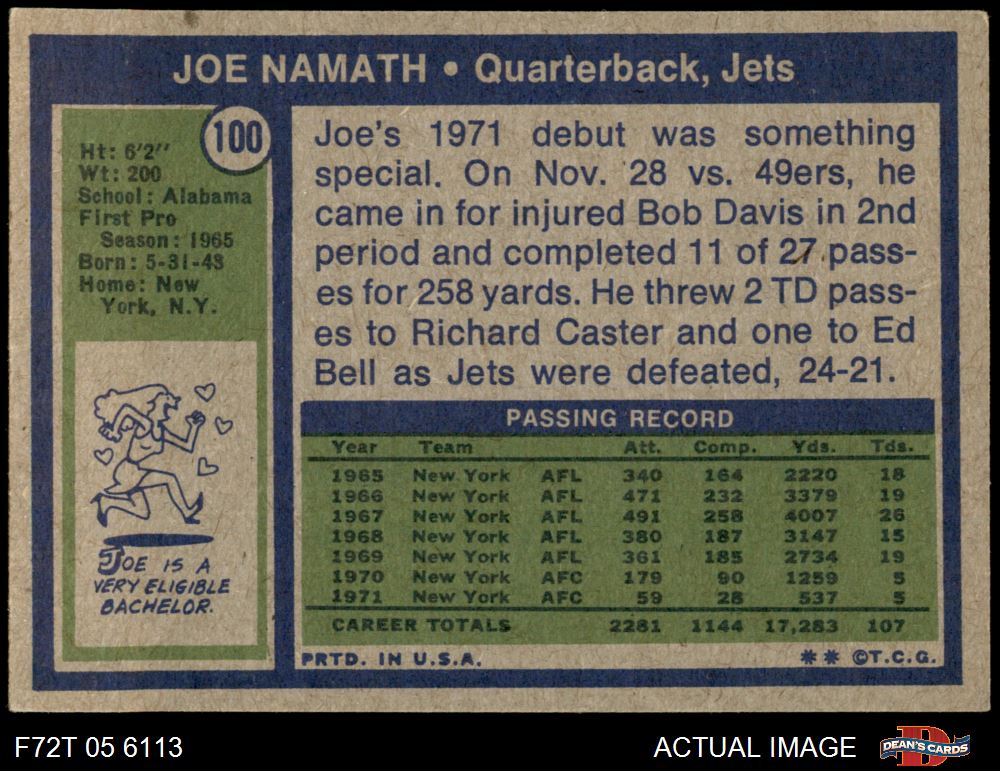 JOE NAMATH • Quarterback, Jets
100
Ht: 6'2''
Wt: 200
School: Alabama
First Pro
Season: 1965
Born: 5-31-43
Home: New
York, N.Y.
JOE IS A
VERY ELIGIBLE
BACHELOR.
Joe's 1971 debut was something
special. On Nov. 28 vs. 49ers, he
came in for injured Bob Davis in 2nd
period and completed 11 of 27 pass-
es for 258 yards. He threw 2 TD pass-
es to Richard Caster and one to Ed
Bell as Jets were defeated, 24-21.
PASSING RECORD
Year Team Att. Comp. Yds. Tds.
1965 New York AFL 340 164 2220 18
1966 New York AFL 471 232 3379 19
1967 New York AFL 491 258 4007 26
1968 New York AFL 380 187 3147 15
1969 New York AFL 361 185 2734 19
1970 New York AFC 179 90 1259 5
1971 New York AFC 59 28 537 5
CAREER TOTALS 2281 1144 17,283 107
PRTD. IN U.S.A. ** ©T.C.G.
F72T 05 6113 ACTUAL IMAGE DEAN'S CARDS